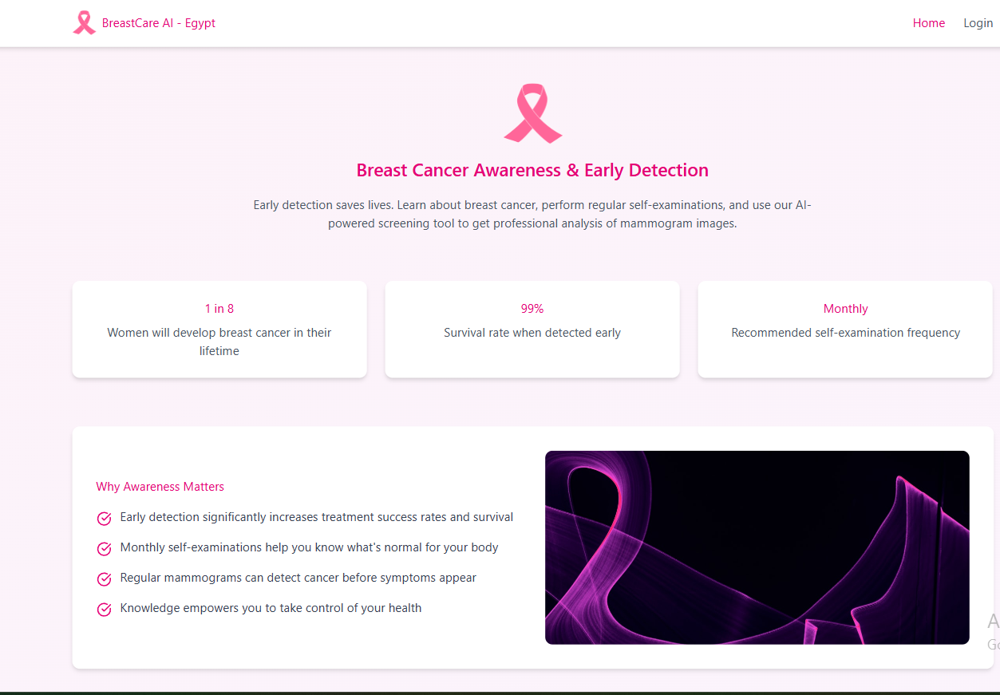 BreastCare AI - Egypt
Home
Login
Breast Cancer Awareness & Early Detection
Early detection saves lives. Learn about breast cancer, perform regular self-examinations, and use our AI-
powered screening tool to get professional analysis of mammogram images.
1 in 8
Women will develop breast cancer in their
lifetime
99%
Survival rate when detected early
Monthly
Recommended self-examination frequency
Why Awareness Matters
Early detection significantly increases treatment success rates and survival
Monthly self-examinations help you know what's normal for your body
Regular mammograms can detect cancer before symptoms appear
Knowledge empowers you to take control of your health